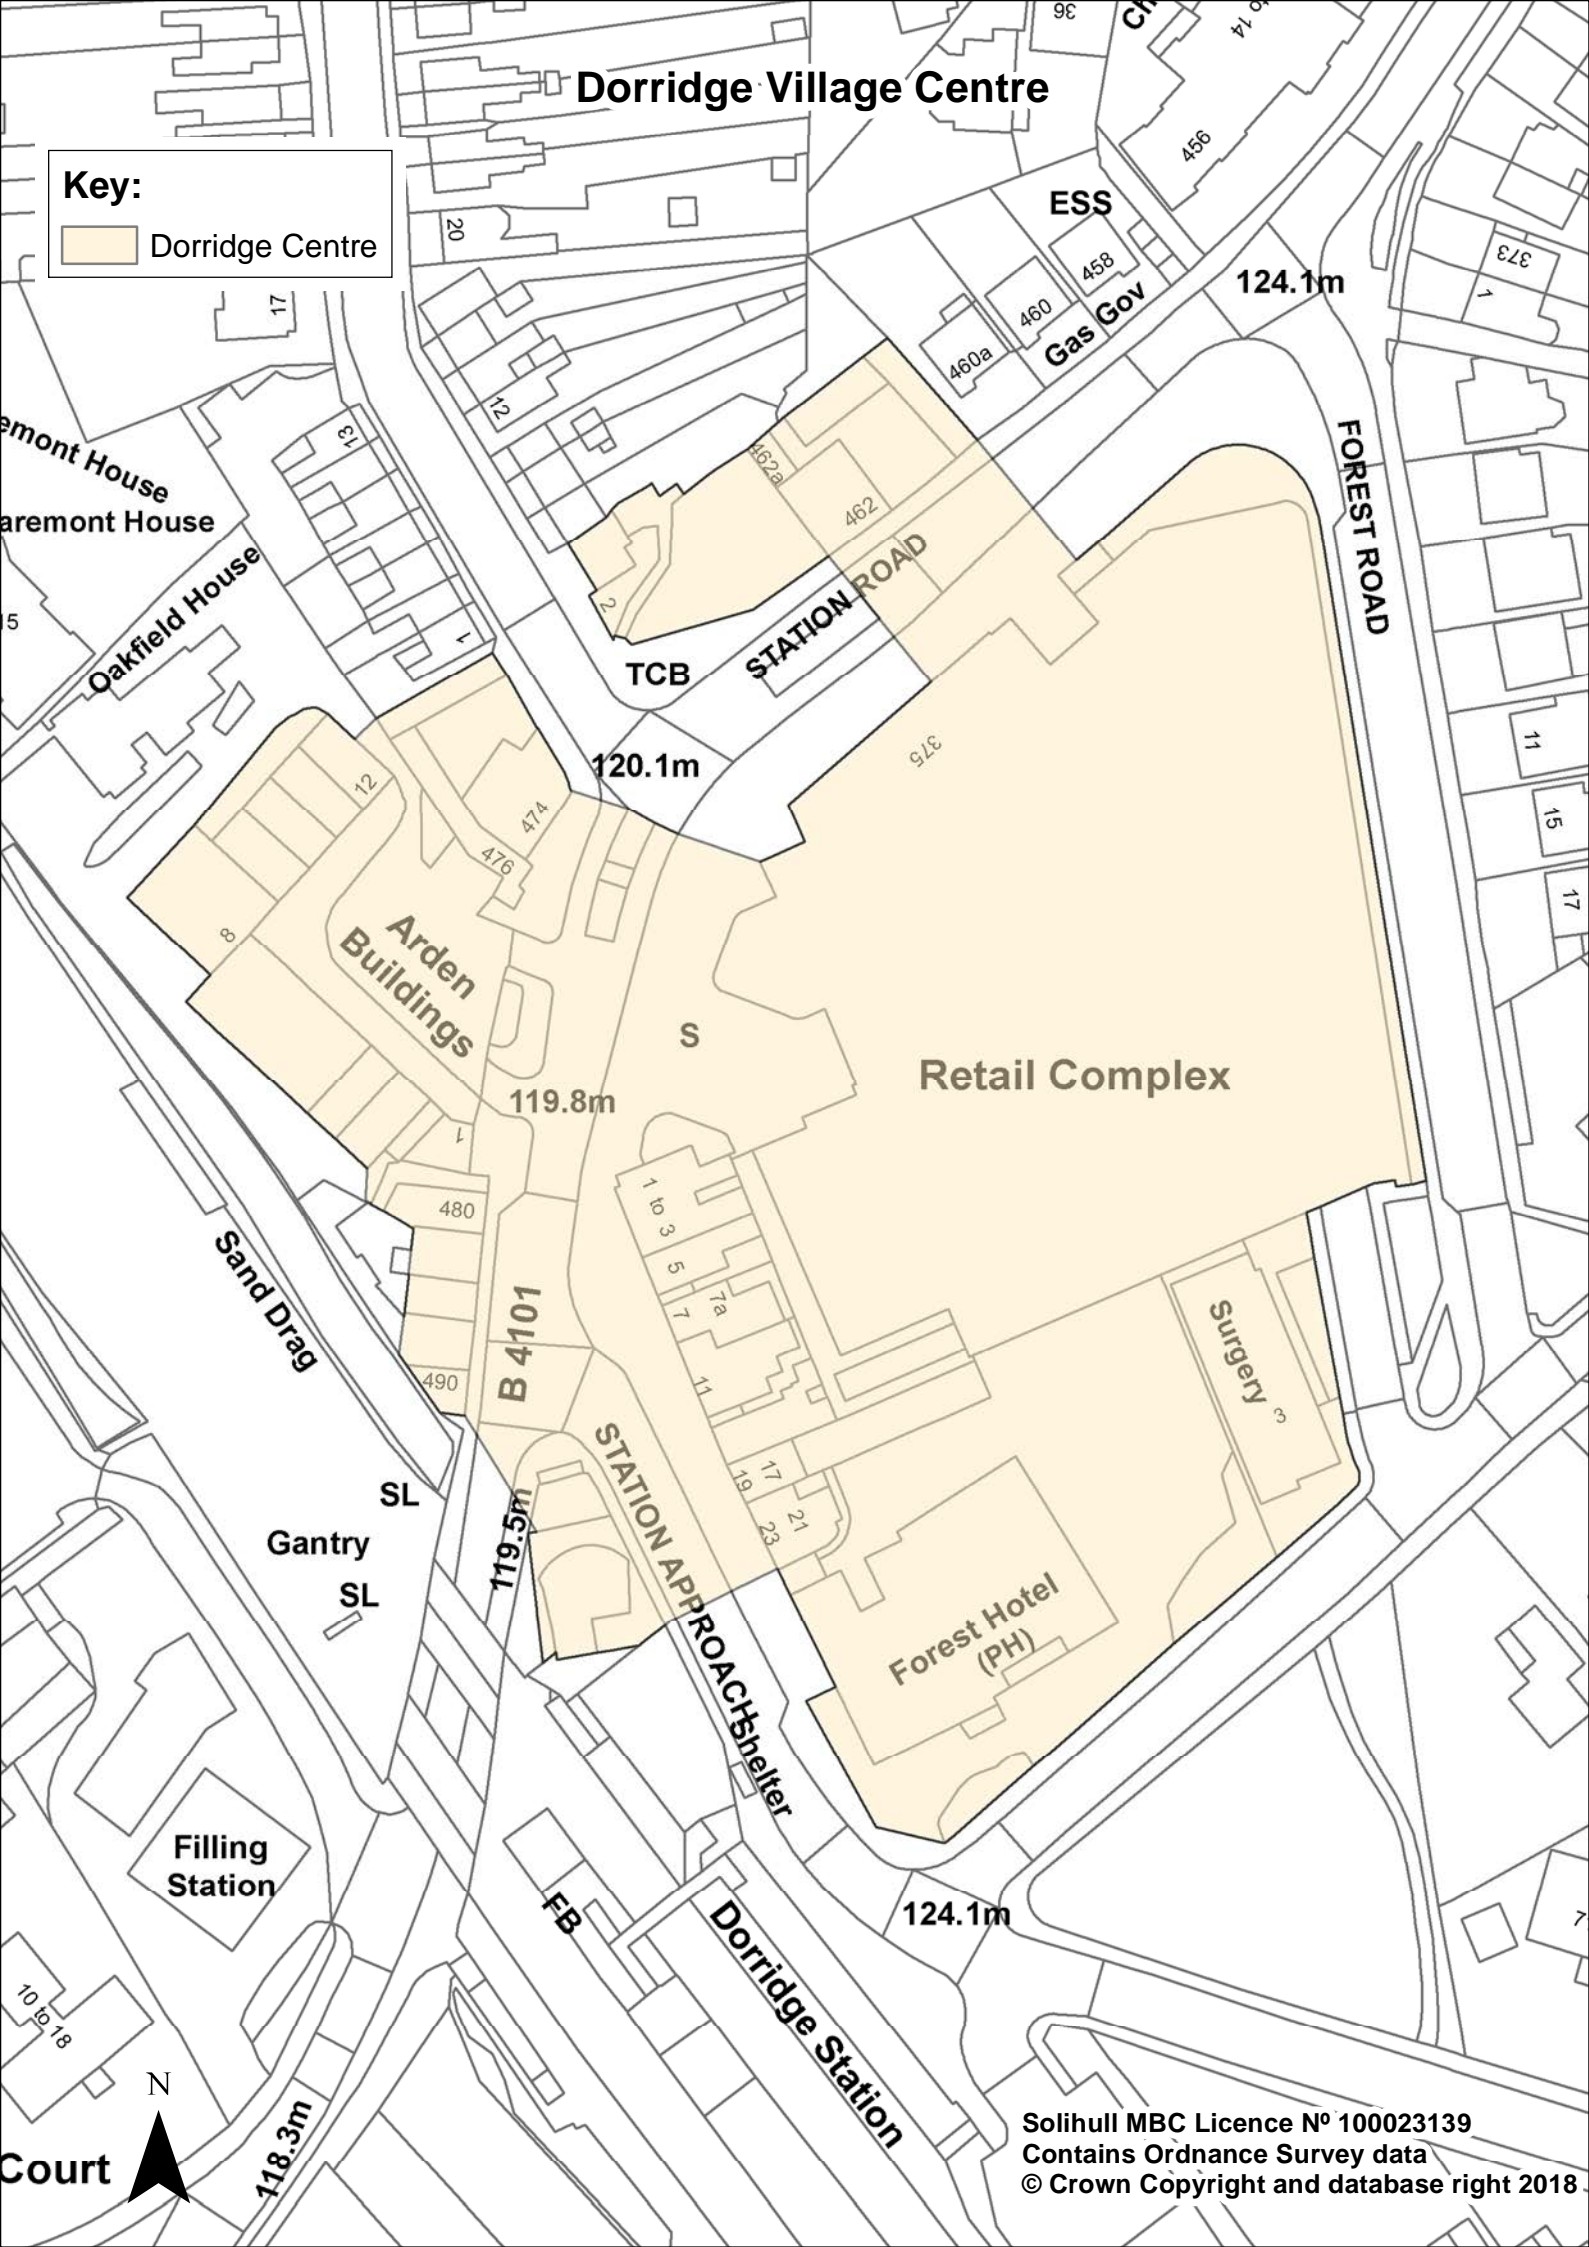 Dorridge Village Centre
Key:
Dorridge Centre
36
o 14
456
ESS
458
460
460a
Gas Gov
124.1m
373
1
20
17
12
13
1
emont House
aremont House
15
Oakfield House
462a
462
2
STATION ROAD
TCB
120.1m
FOREST ROAD
375
11
15
17
12
474
476
8
Arden
Buildings
S
119.8m
Retail Complex
1
480
490
B 4101
1 to 3
5
7
7a
11
17
19
21
23
Surgery
3
Sand Drag
SL
Gantry
SL
119.5m
STATION APPROACH
Shelter
Forest Hotel
(PH)
Filling
Station
FB
Dorridge Station
124.1m
7
10 to 18
N
Court
118.3m
Solihull MBC Licence Nº 100023139
Contains Ordnance Survey data
© Crown Copyright and database right 2018